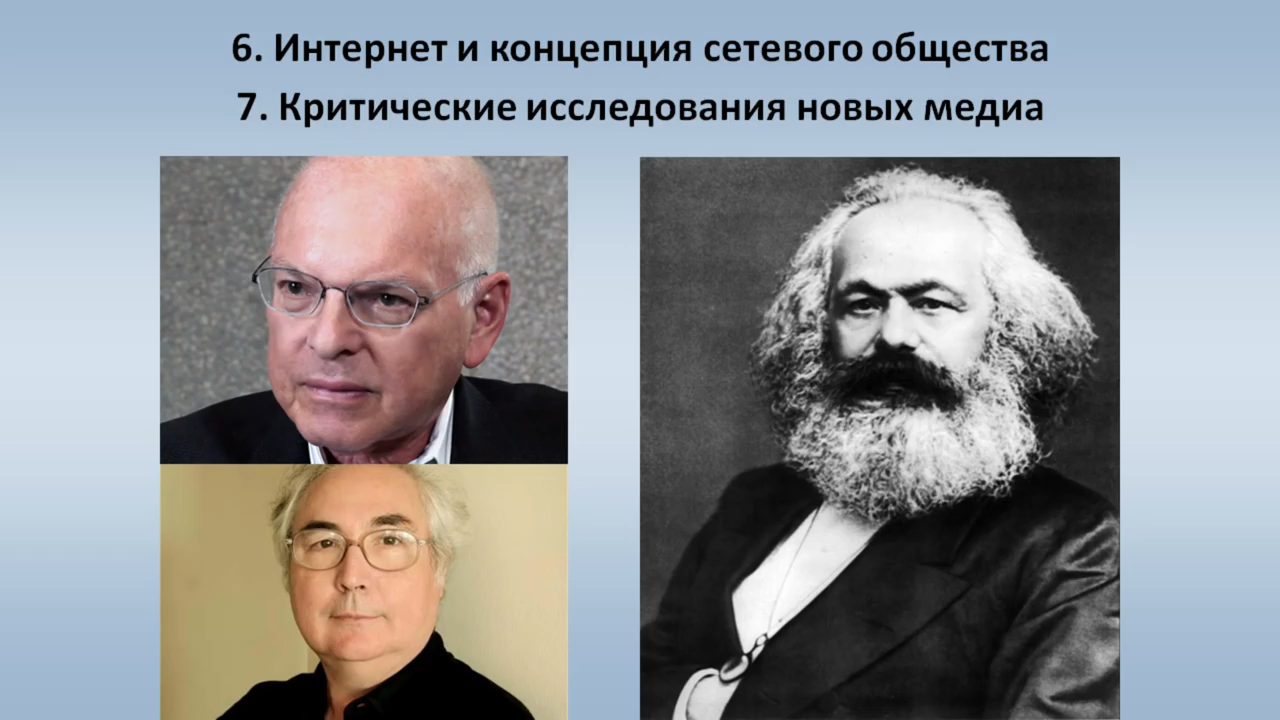 6. Интернет и концепция сетевого общества
7. Критические исследования новых медиа